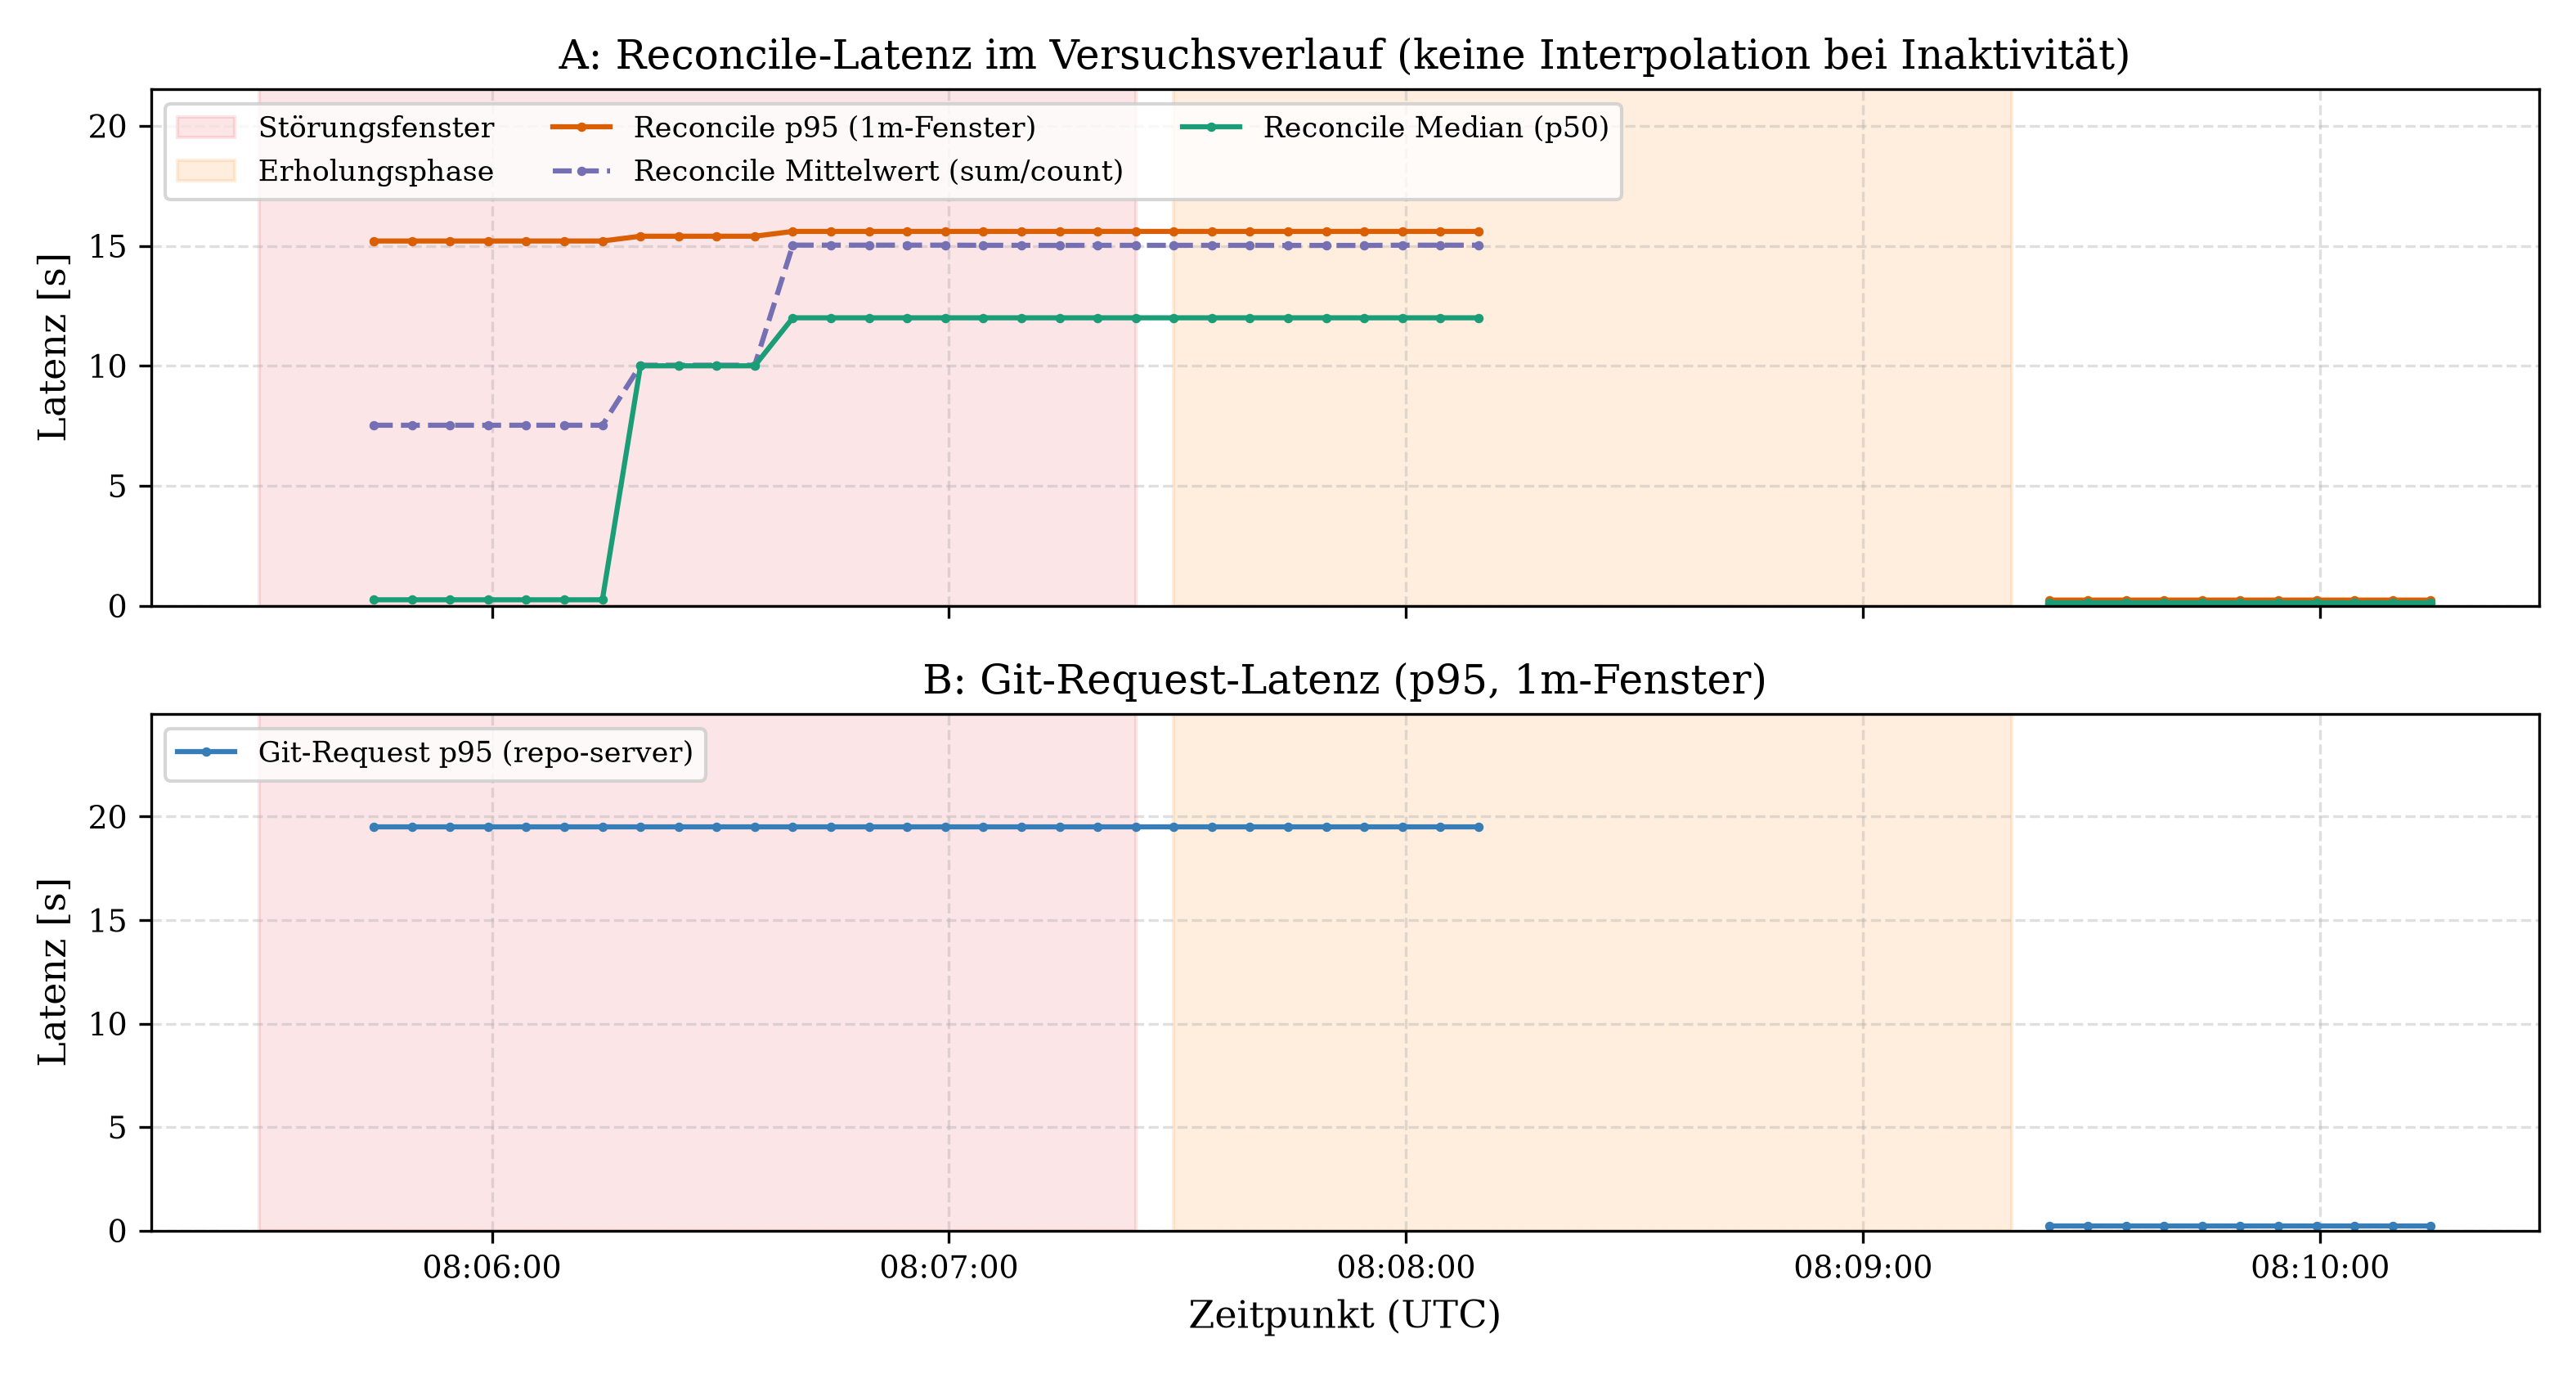 A: Reconcile-Latenz im Versuchsverlauf (keine Interpolation bei Inaktivität)
Störungsfenster
Erholungsphase
Reconcile p95 (1m-Fenster)
Reconcile Mittelwert (sum/count)
Reconcile Median (p50)
Latenz [s]
20
15
10
5
0
B: Git-Request-Latenz (p95, 1m-Fenster)
Git-Request p95 (repo-server)
Latenz [s]
20
15
10
5
0
08:06:00 08:07:00 08:08:00 08:09:00 08:10:00
Zeitpunkt (UTC)